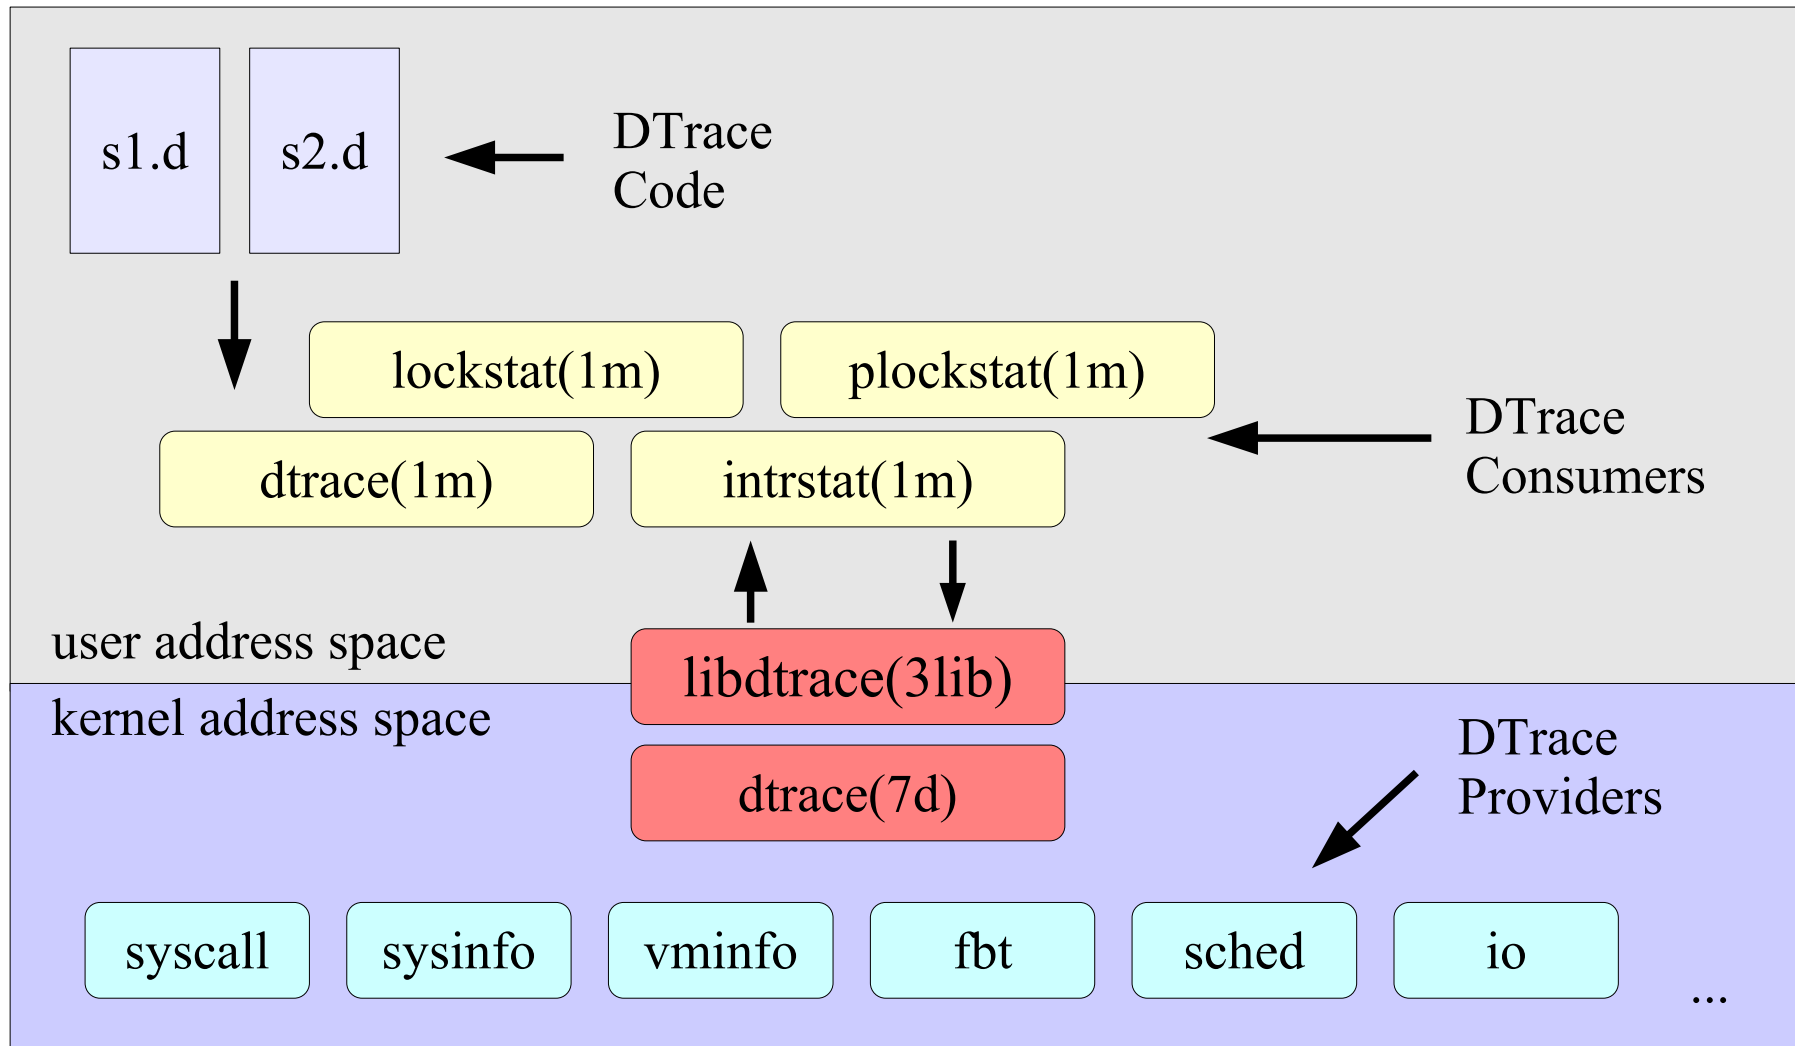 s1.d
s2.d
DTrace
Code
lockstat(1m)
plockstat(1m)
DTrace
Consumers
dtrace(1m)
intrstat(1m)
user address space
libdtrace(3lib)
kernel address space
DTrace
Providers
dtrace(7d)
syscall
sysinfo
vminfo
fbt
sched
io
...